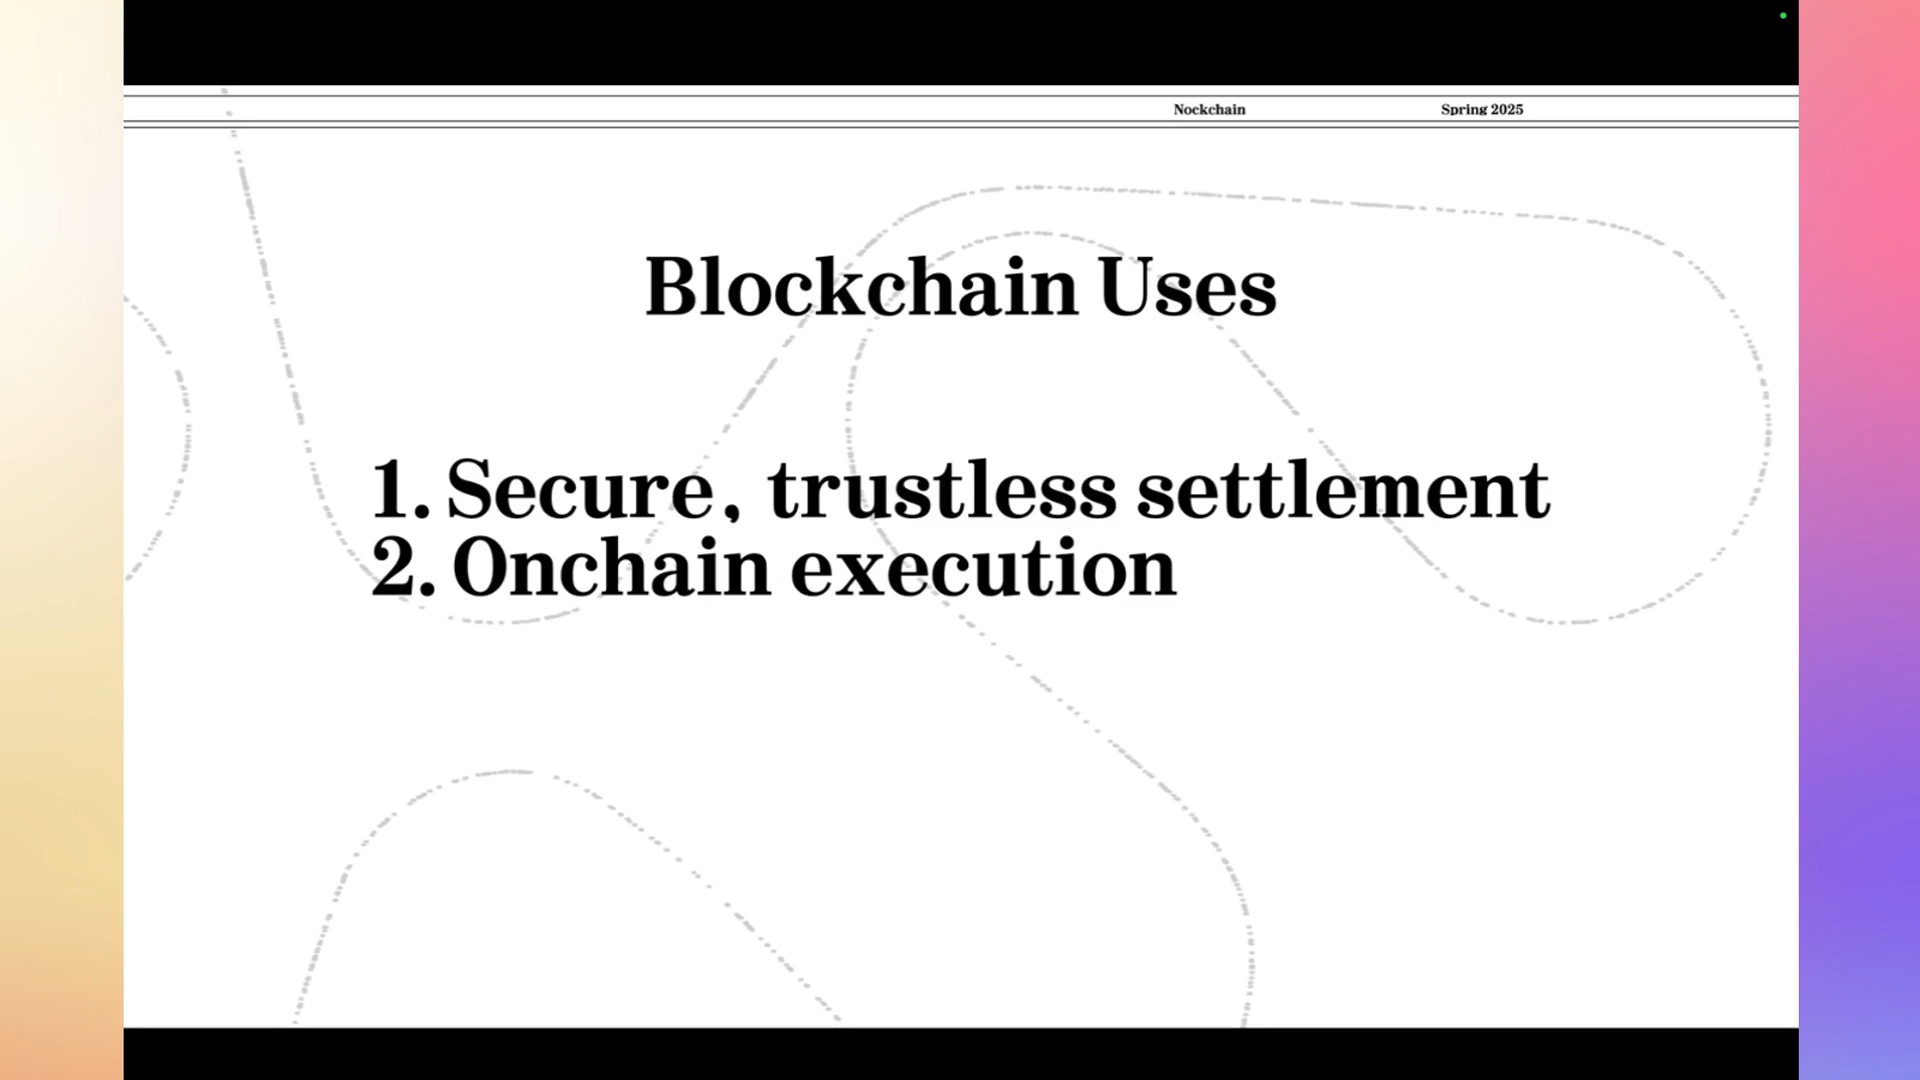 Nockchain Spring 2025
Blockchain Uses
1. Secure, trustless settlement
2. Onchain execution